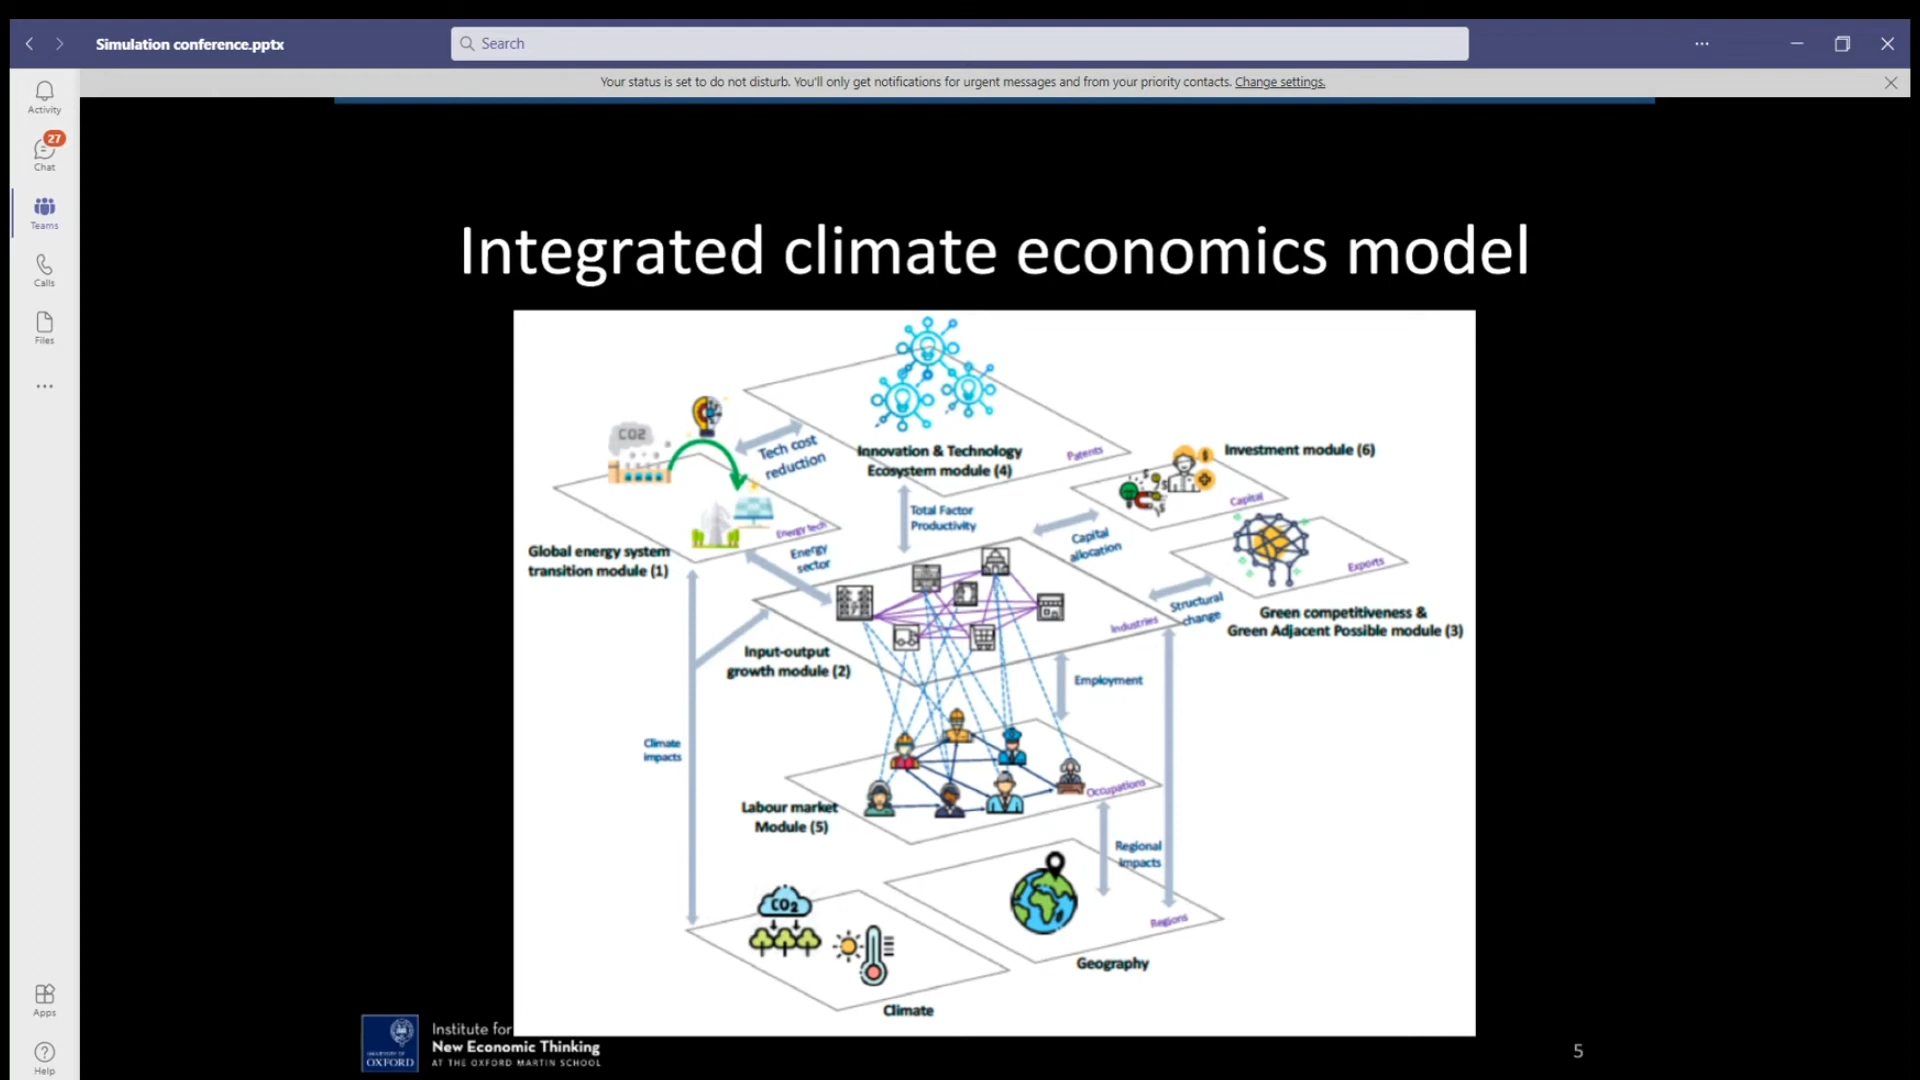 Simulation conference.pptx
Search
Your status is set to do not disturb. You'll only get notifications for urgent messages and from your priority contacts. Change settings.
Activity
27
Chat
Teams
Calls
Files
Apps
Help
Integrated climate economics model
CO2
Tech cost
reduction
Innovation & Technology
Ecosystem module (4)
Patents
Investment module (6)
Capital
Energy tech
Global energy system
transition module (1)
Energy
sector
Total Factor
Productivity
Capital
allocation
Exports
Structural
change
Green competitiveness &
Green Adjacent Possible module (3)
Industries
Input-output
growth module (2)
Employment
Climate
impacts
Occupations
Labour market
Module (5)
Regional
Impacts
CO2
Regions
Geography
Climate
UNIVERSITY OF
OXFORD
Institute for
New Economic Thinking
AT THE OXFORD MARTIN SCHOOL
5